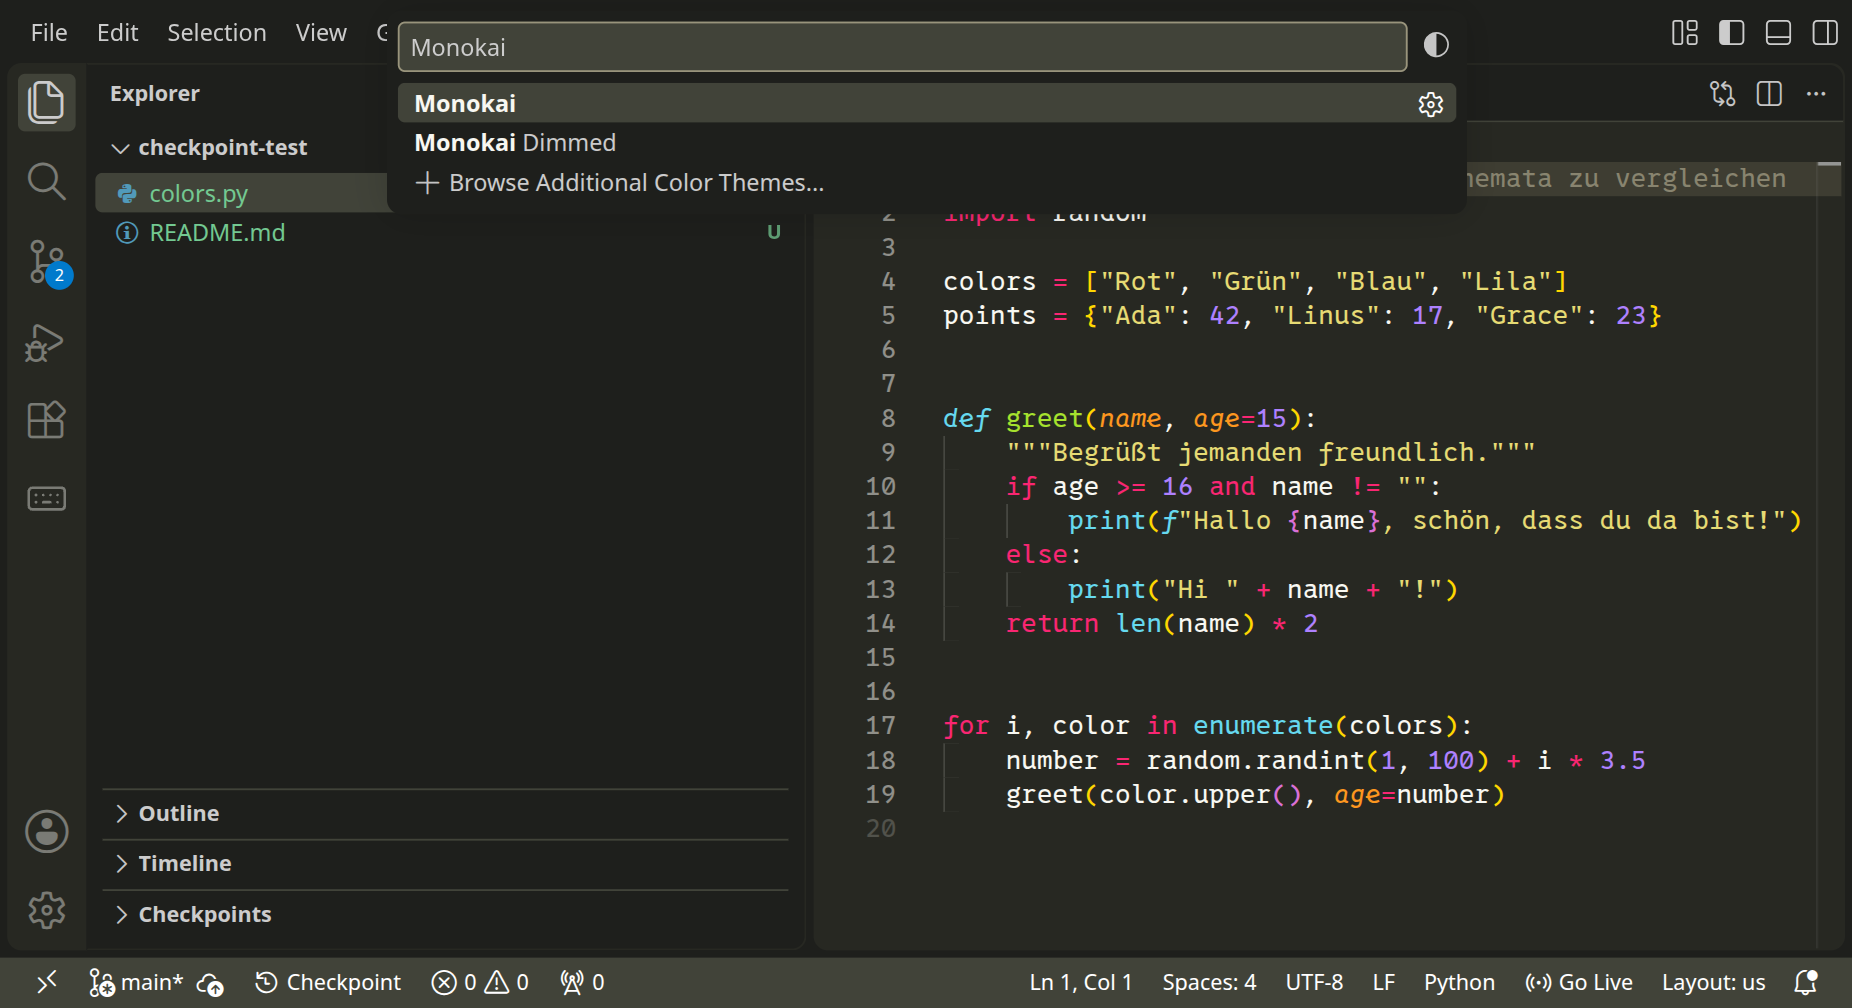 File Edit Selection View
Monokai
Explorer
Monokai
checkpoint-test
Monokai Dimmed
Browse Additional Color Themes...
colors.py
README.md U
zu vergleichen
2 import random
3
4 colors = ["Rot", "Grün", "Blau", "Lila"]
5 points = {"Ada": 42, "Linus": 17, "Grace": 23}
6
7
8 def greet(name, age=15):
9 """Begrüßt jemanden freundlich."""
10 if age >= 16 and name != "":
11 print(f"Hallo {name}, schön, dass du da bist!")
12 else:
13 print("Hi " + name + "!")
14 return len(name) * 2
15
16
17 for i, color in enumerate(colors):
18 number = random.randint(1, 100) + i * 3.5
19 greet(color.upper(), age=number)
20
2
Outline
Timeline
Checkpoints
main* Checkpoint 0 0 0 Ln 1, Col 1 Spaces: 4 UTF-8 LF Python Go Live Layout: us